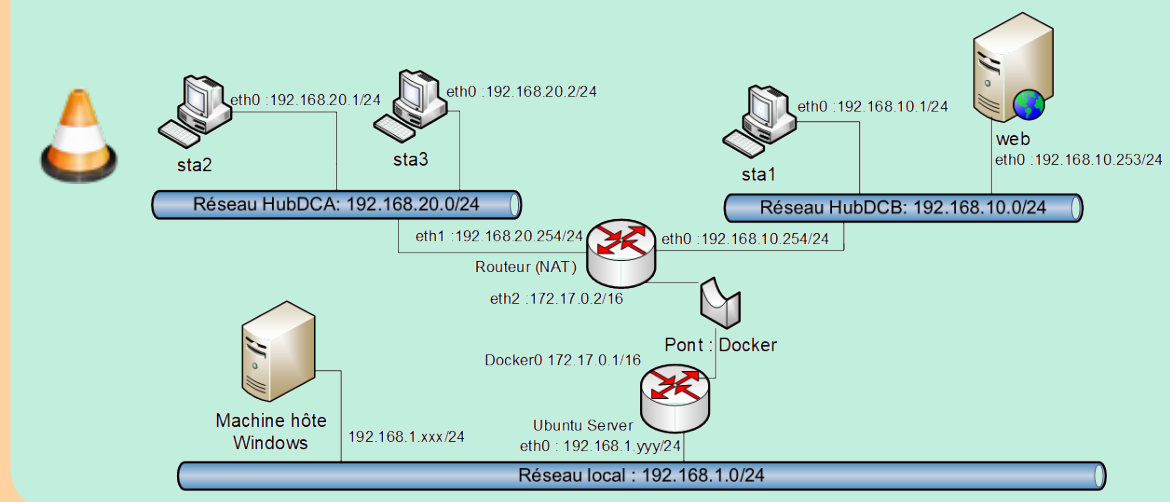 eth0 :192.168.20.1/24
eth0 :192.168.20.2/24
eth0 :192.168.10.1/24
sta2
sta3
sta1
web
eth0 :192.168.10.253/24
Réseau HubDCA: 192.168.20.0/24
Réseau HubDCB: 192.168.10.0/24
eth1 :192.168.20.254/24
eth0 :192.168.10.254/24
Routeur (NAT)
eth2 :172.17.0.2/16
Pont : Docker
Docker0 172.17.0.1/16
Machine hôte
Windows
192.168.1.xxx/24
Ubuntu Server
eth0 : 192.168.1.yyy/24
Réseau local : 192.168.1.0/24